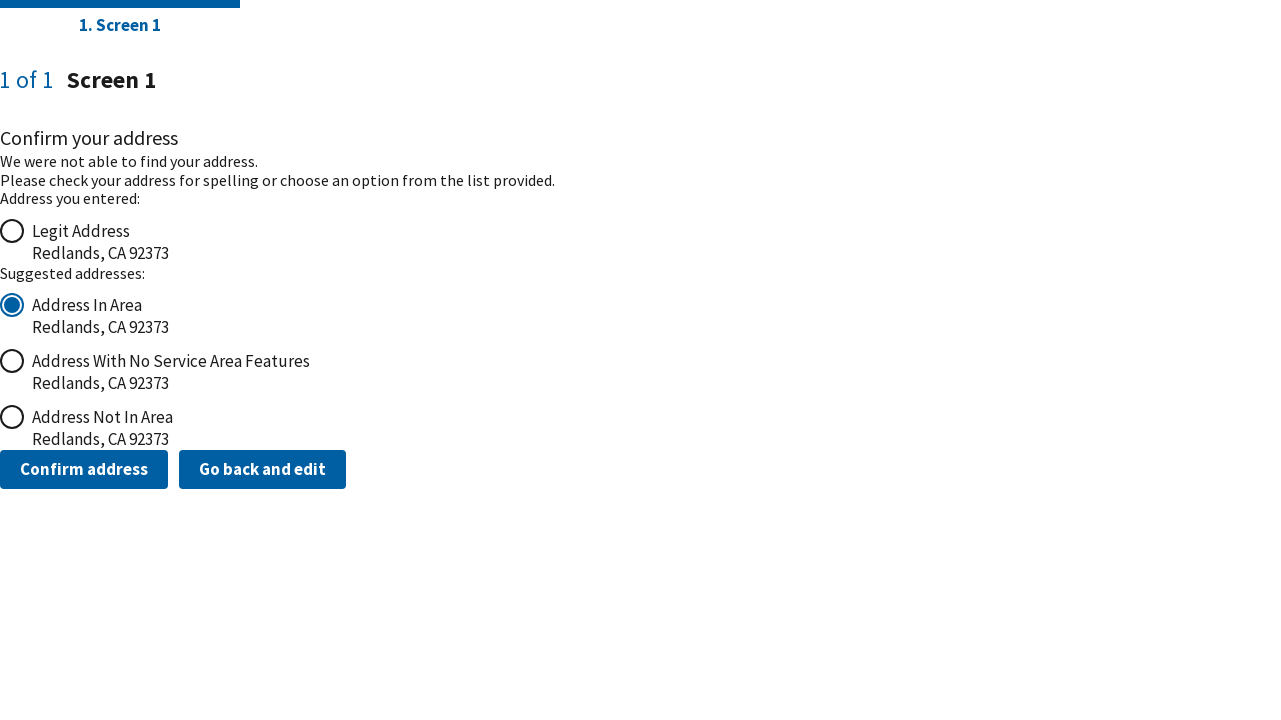 1. Screen 1
1 of 1 Screen 1
Confirm your address
We were not able to find your address.
Please check your address for spelling or choose an option from the list provided.
Address you entered:
Legit Address
Redlands, CA 92373
Suggested addresses:
Address In Area
Redlands, CA 92373
Address With No Service Area Features
Redlands, CA 92373
Address Not In Area
Redlands, CA 92373
Confirm address Go back and edit